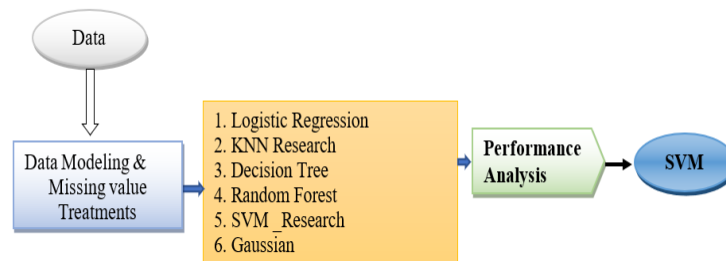 Data
Data Modeling &
Missing value
Treatments
1. Logistic Regression
2. KNN Research
3. Decision Tree
4. Random Forest
5. SVM _Research
6. Gaussian
Performance
Analysis
SVM